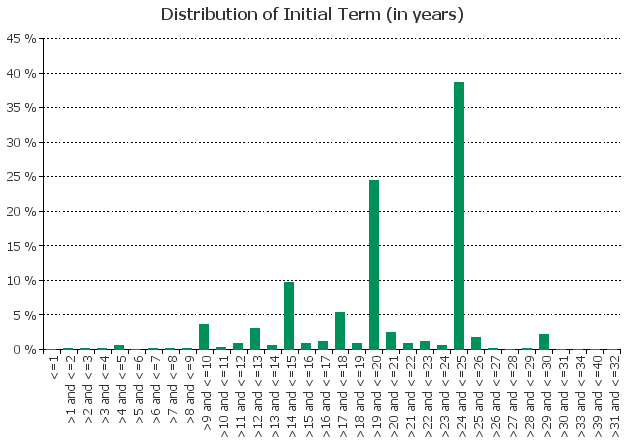 Distribution of Initial Term (in years)
45 %
40 %
35 %
30 %
25 %
20 %
15 %
10 %
5 %
0 %
<=1
>1 and <=2
>2 and <=3
>3 and <=4
>4 and <=5
>5 and <=6
>6 and <=7
>7 and <=8
>8 and <=9
>9 and <=10
>10 and <=11
>11 and <=12
>12 and <=13
>13 and <=14
>14 and <=15
>15 and <=16
>16 and <=17
>17 and <=18
>18 and <=19
>19 and <=20
>20 and <=21
>21 and <=22
>22 and <=23
>23 and <=24
>24 and <=25
>25 and <=26
>26 and <=27
>27 and <=28
>28 and <=29
>29 and <=30
>30 and <=31
>33 and <=34
>39 and <=40
>31 and <=32